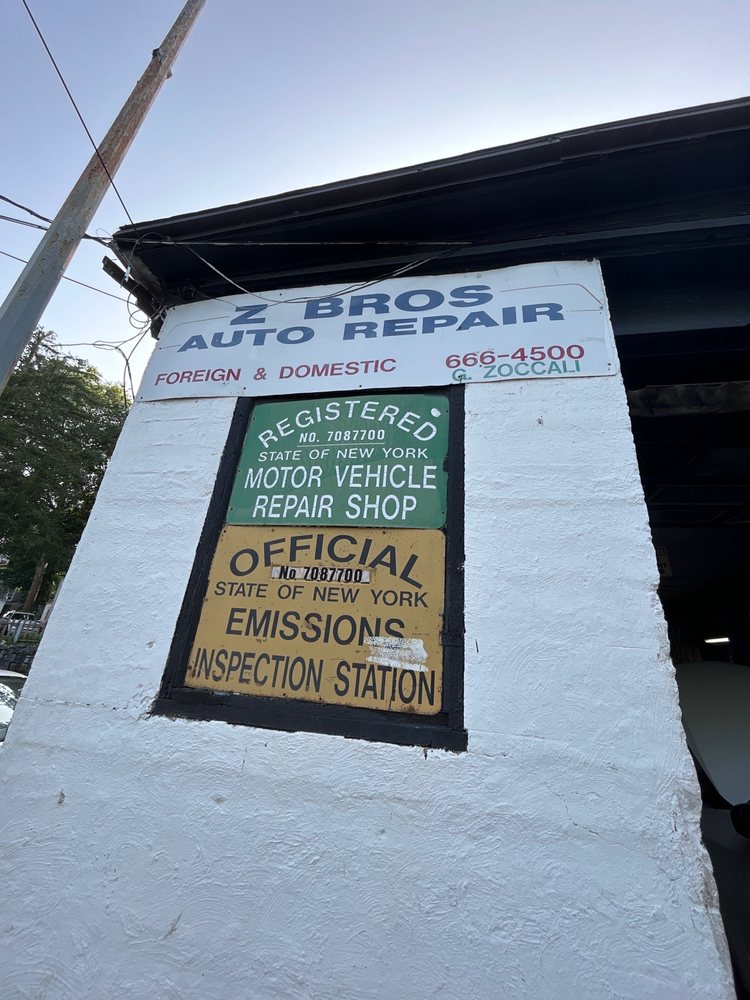 Z BROS
AUTO REPAIR
FOREIGN & DOMESTIC
666-4500
G. ZOCCALI
REGISTERED
NO. 7087700
STATE OF NEW YORK
MOTOR VEHICLE
REPAIR SHOP
OFFICIAL
No 7087700
STATE OF NEW YORK
EMISSIONS
INSPECTION STATION